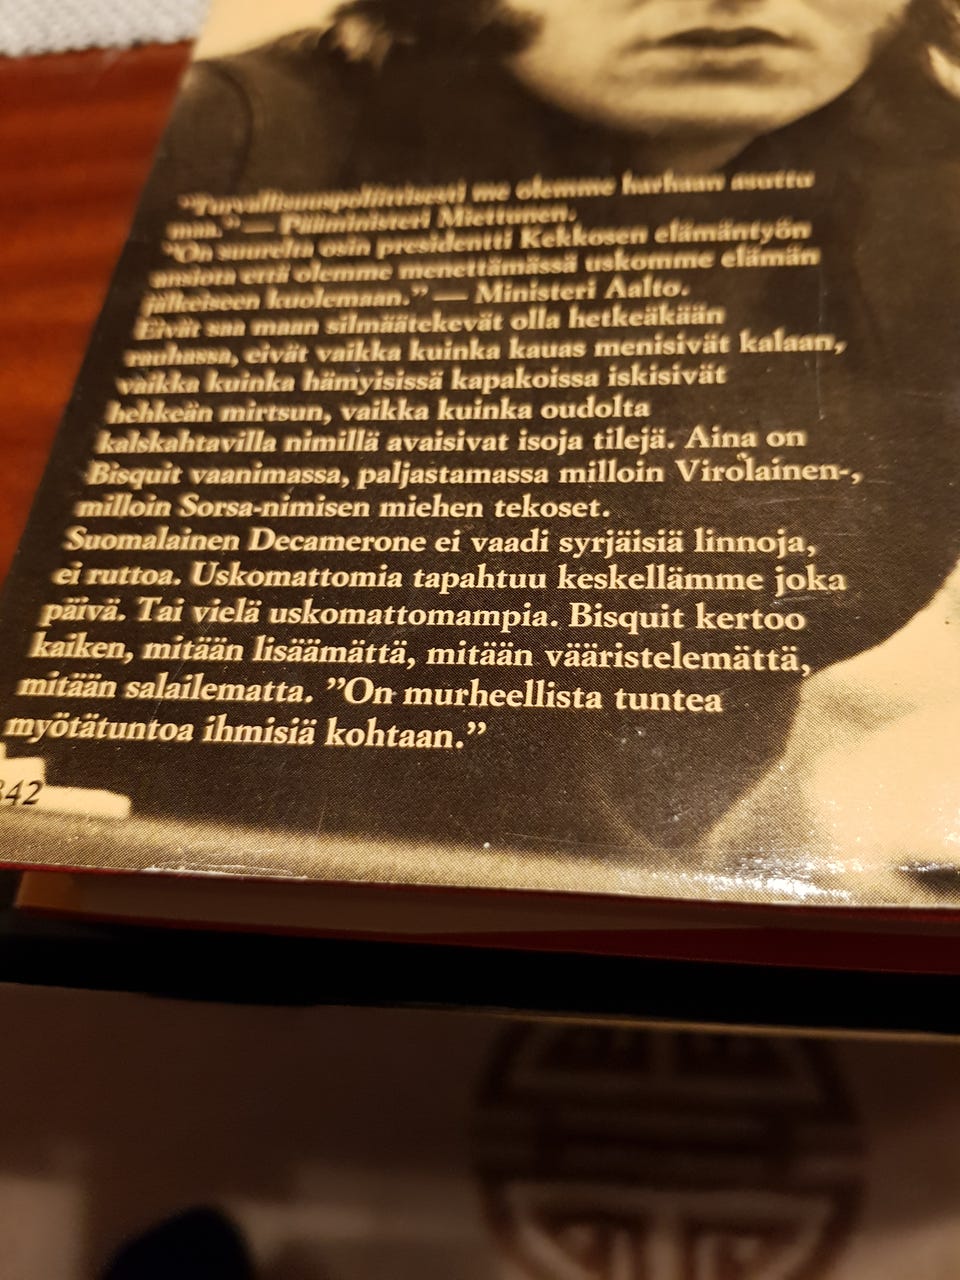 "Turvallisuuspoliittisesti me olemme harhaan asuttu
maa." — Pääministeri Miettunen.
"On suurelta osin presidentti Kekkosen elämäntyön
ansiota että olemme menettämässä uskomme elämän
jälkeiseen kuolemaan." — Ministeri Aalto.
Eivät saa maan silmäätekevät olla hetkeäkään
rauhassa, eivät vaikka kuinka kauas menisivät kalaan,
vaikka kuinka hämyisissä kapakoissa iskisivät
hehkeän mirtsun, vaikka kuinka oudolta
kalskahtavilla nimillä avaisivat isoja tilejä. Aina on
Bisquit vaanimassa, paljastamassa milloin Virolainen-,
milloin Sorsa-nimisen miehen tekoset.
Suomalainen Decamerone ei vaadi syrjäisiä linnoja,
ei ruttoa. Uskomattomia tapahtuu keskellämme joka
päivä. Tai vielä uskomattomampia. Bisquit kertoo
kaiken, mitään lisäämättä, mitään vääristelemättä,
mitään salailematta. ”On murheellista tuntea
myötätuntoa ihmisiä kohtaan.”
342